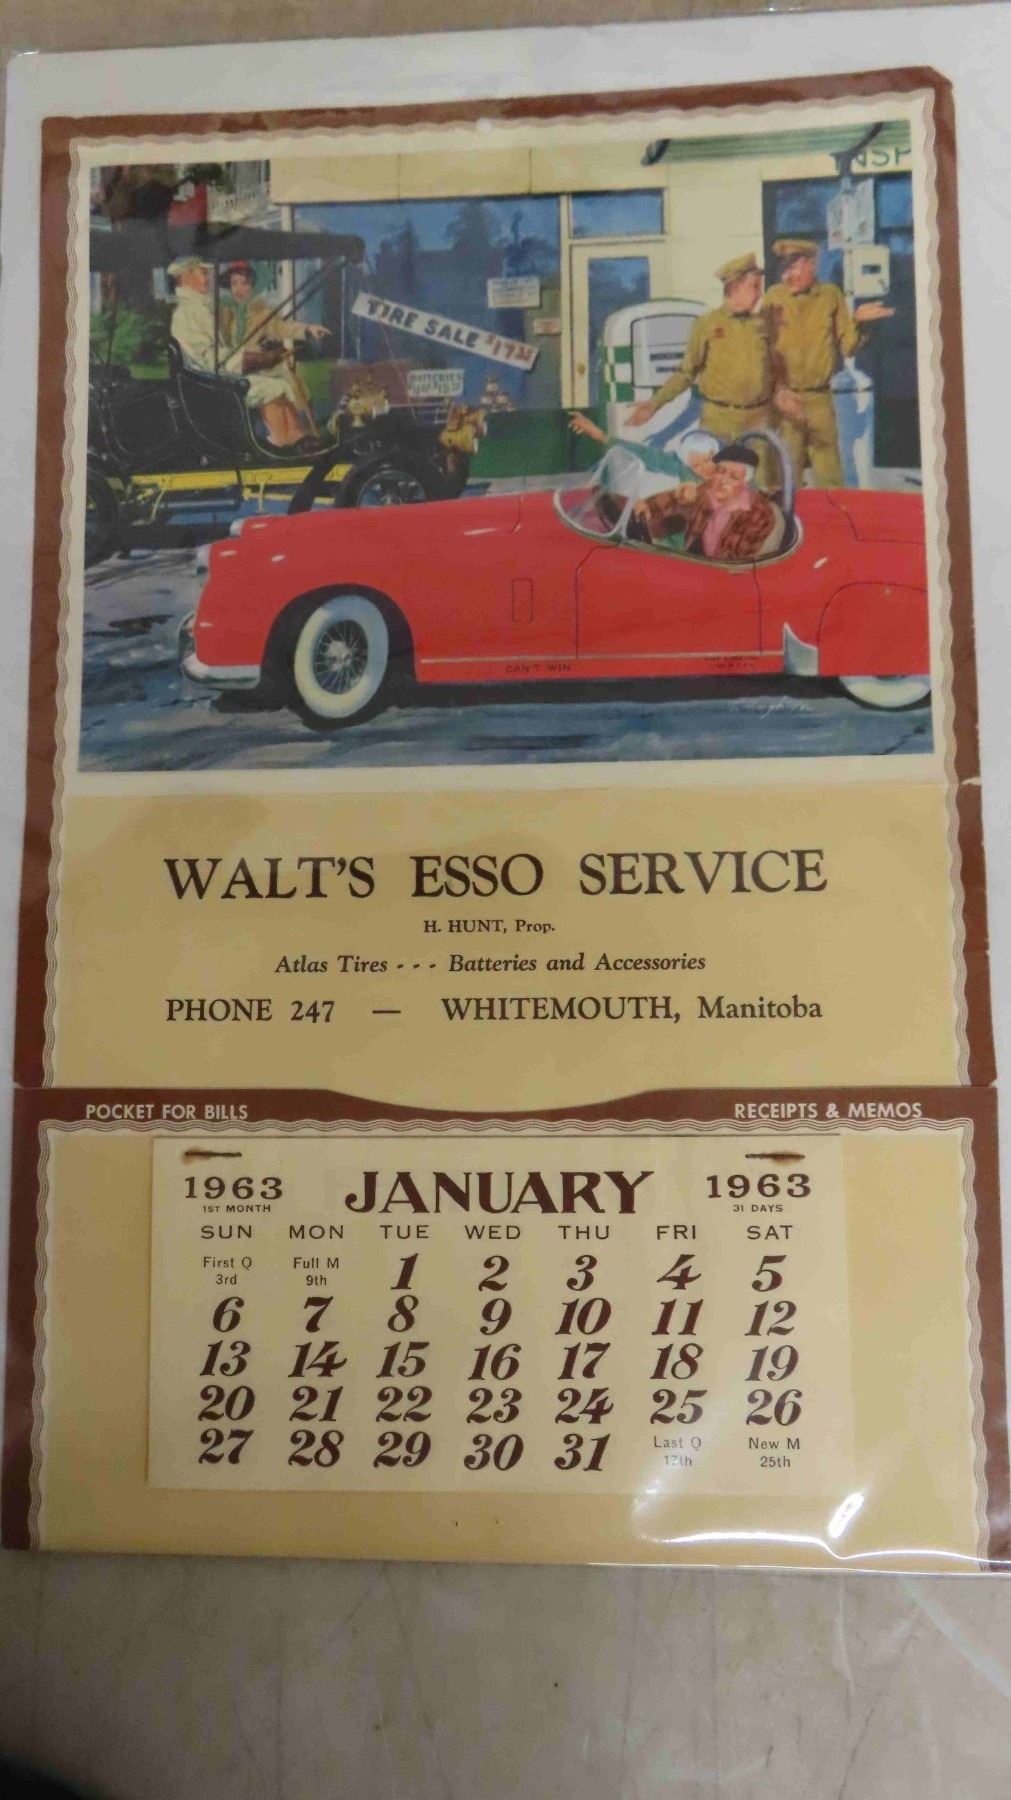 TIRE SALE
BATTERIES
CAN'T WIN
WALT'S ESSO SERVICE
H. HUNT, Prop.
Atlas Tires - - - Batteries and Accessories
PHONE 247 — WHITEMOUTH, Manitoba
POCKET FOR BILLS RECEIPTS & MEMOS
1963 JANUARY 1963
1ST MONTH 31 DAYS
SUN MON TUE WED THU FRI SAT
First Q Full M 1 2 3 4 5
3rd 9th
6 7 8 9 10 11 12
13 14 15 16 17 18 19
20 21 22 23 24 25 26
27 28 29 30 31 Last Q New M
17th 25th